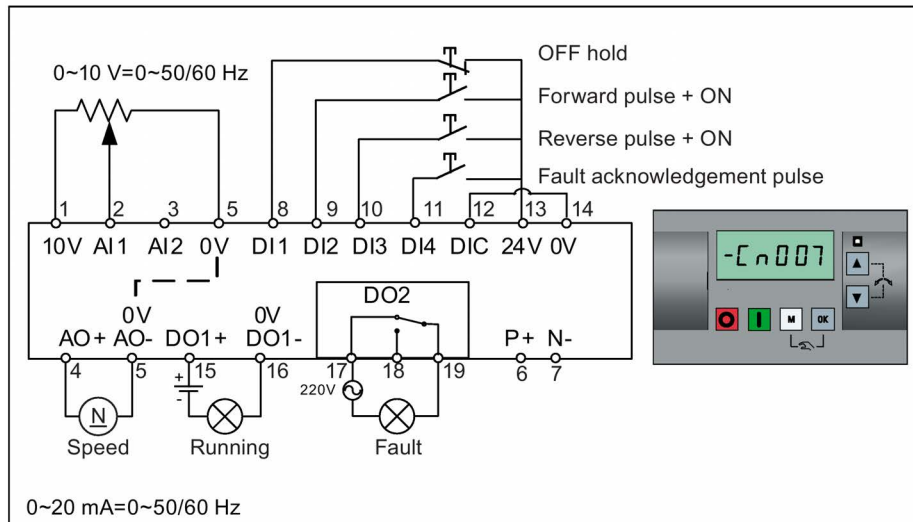 OFF hold
0~10 V=0~50/60 Hz
Forward pulse + ON
Reverse pulse + ON
Fault acknowledgement pulse
1 2 3 5 8 9 10 11 12 13 14
10V AI1 AI2 0V DI1 DI2 DI3 DI4 DIC 24V 0V
-Cn007
DO2
0V 0V
AO+ AO- DO1+ DO1- P+ N-
M OK
4 5 15 16 17 18 19 6 7
+
-
220V
N
Speed Running Fault
0~20 mA=0~50/60 Hz